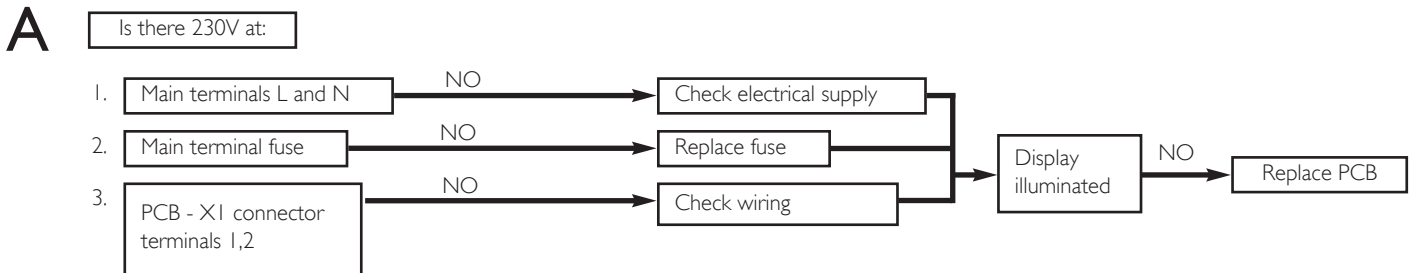 A
Is there 230V at:
1. Main terminals L and N
NO
Check electrical supply
2. Main terminal fuse
NO
Replace fuse
3. PCB - X1 connector
terminals 1,2
NO
Check wiring
Display
illuminated
NO
Replace PCB